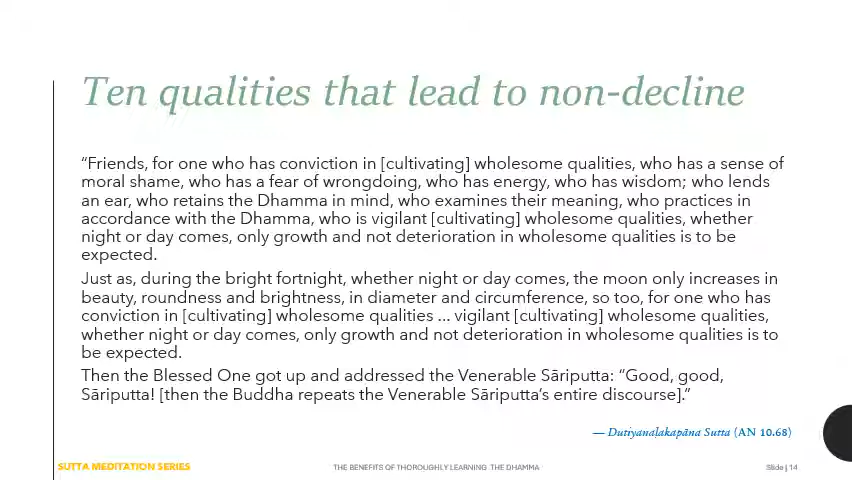 Ten qualities that lead to non-decline
“Friends, for one who has conviction in [cultivating] wholesome qualities, who has a sense of
moral shame, who has a fear of wrongdoing, who has energy, who has wisdom; who lends
an ear, who retains the Dhamma in mind, who examines their meaning, who practices in
accordance with the Dhamma, who is vigilant [cultivating] wholesome qualities, whether
night or day comes, only growth and not deterioration in wholesome qualities is to be
expected.
Just as, during the bright fortnight, whether night or day comes, the moon only increases in
beauty, roundness and brightness, in diameter and circumference, so too, for one who has
conviction in [cultivating] wholesome qualities ... vigilant [cultivating] wholesome qualities,
whether night or day comes, only growth and not deterioration in wholesome qualities is to
be expected.
Then the Blessed One got up and addressed the Venerable Sāriputta: “Good, good,
Sāriputta! [then the Buddha repeats the Venerable Sāriputta’s entire discourse].”
— Dutiyanaḷakapāna Sutta (AN 10.68)
SUTTA MEDITATION SERIES
THE BENEFITS OF THOROUGHLY LEARNING THE DHAMMA
Slide | 14